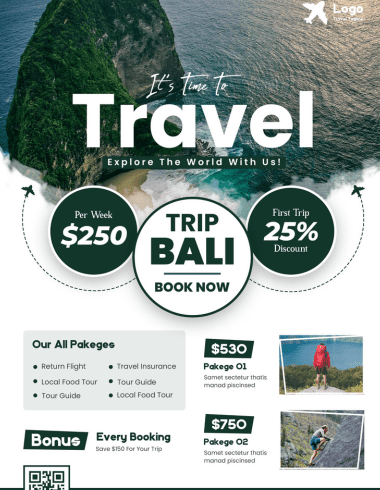 Logo
It's time to
Travel
Explore The World With Us!
Per Week
$250
TRIP
BALI
BOOK NOW
First Trip
25%
Discount
Our All Pakeges
Return Flight
Travel Insurance
Local Food Tour
Tour Guide
Tour Guide
Local Food Tour
$530
Pakege 01
Samet sectetur thatis
manad piscinsed
Bonus
Every Booking
Save $150 For Your Trip
$750
Pakege 02
Samet sectetur thatis
manad piscinsed